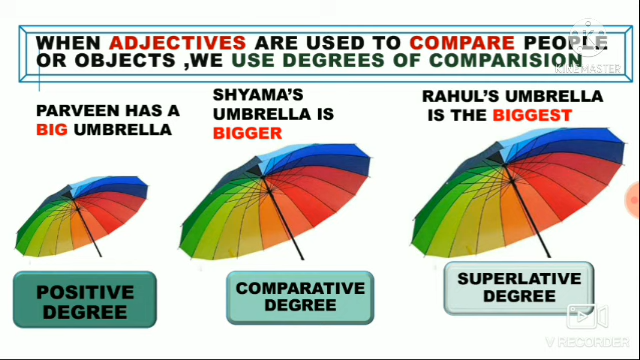 WHEN ADJECTIVES ARE USED TO COMPARE PEOPLE
OR OBJECTS ,WE USE DEGREES OF COMPARISION
PARVEEN HAS A
BIG UMBRELLA
SHYAMA'S
UMBRELLA IS
BIGGER
RAHUL'S UMBRELLA
IS THE BIGGEST
POSITIVE
DEGREE
COMPARATIVE
DEGREE
SUPERLATIVE
DEGREE
KINEMASTER
V RECORDER